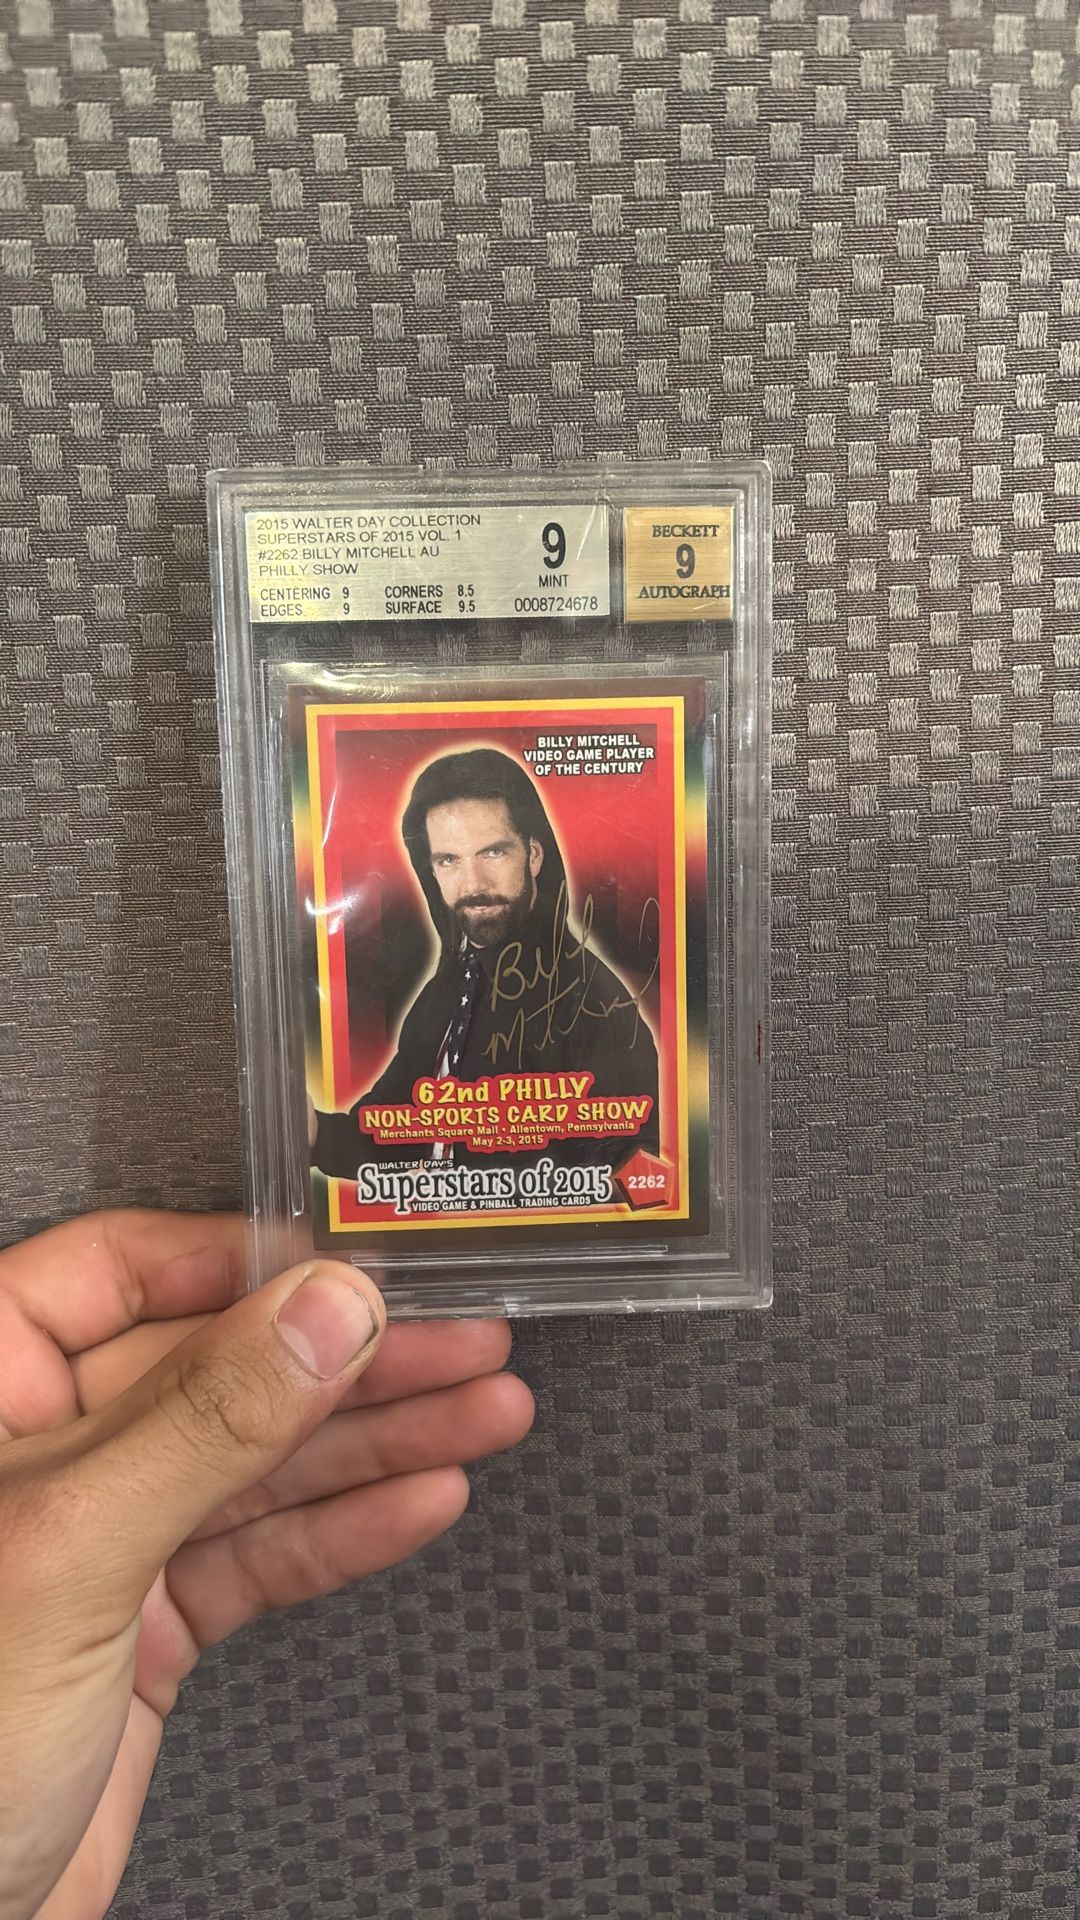 2015 WALTER DAY COLLECTION
SUPERSTARS OF 2015 VOL. 1
#2262 BILLY MITCHELL AU
PHILLY SHOW
CENTERING 9 CORNERS 8.5
EDGES 9 SURFACE 9.5
9
MINT
0008724678
BECKETT
9
AUTOGRAPH
BILLY MITCHELL
VIDEO GAME PLAYER
OF THE CENTURY
Billy
Mitchell
62nd PHILLY
NON-SPORTS CARD SHOW
Merchants Square Mall • Allentown, Pennsylvania
May 2-3, 2015
WALTER DAY'S
Superstars of 2015
VIDEO GAME & PINBALL TRADING CARDS
2262